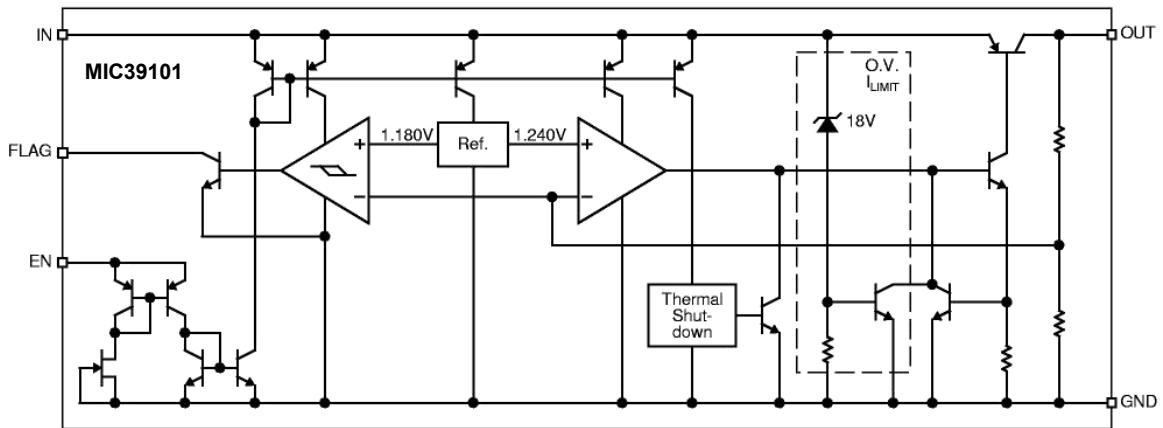 IN
OUT
MIC39101
O.V.
ILIMIT
18V
1.180V
Ref.
1.240V
FLAG
+
+
−
−
EN
Thermal
Shut-
down
GND